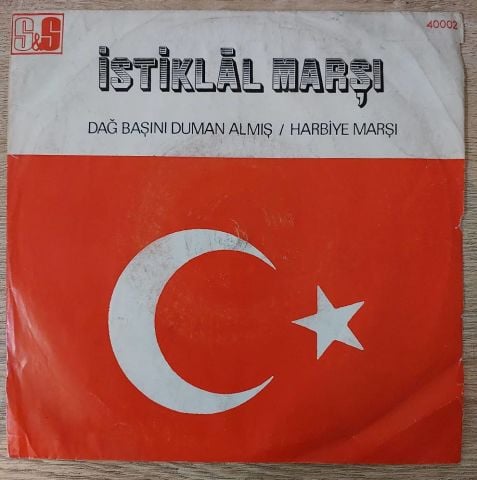 S&S
40002
İSTİKLÂL MARŞI
DAĞ BAŞINI DUMAN ALMIŞ / HARBİYE MARŞI